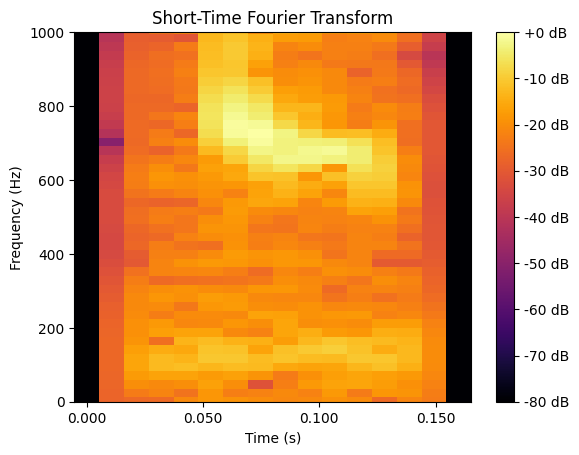 Short-Time Fourier Transform
1000
800
600
400
200
0
Frequency (Hz)
0.000
0.050
0.100
0.150
Time (s)
+0 dB
-10 dB
-20 dB
-30 dB
-40 dB
-50 dB
-60 dB
-70 dB
-80 dB